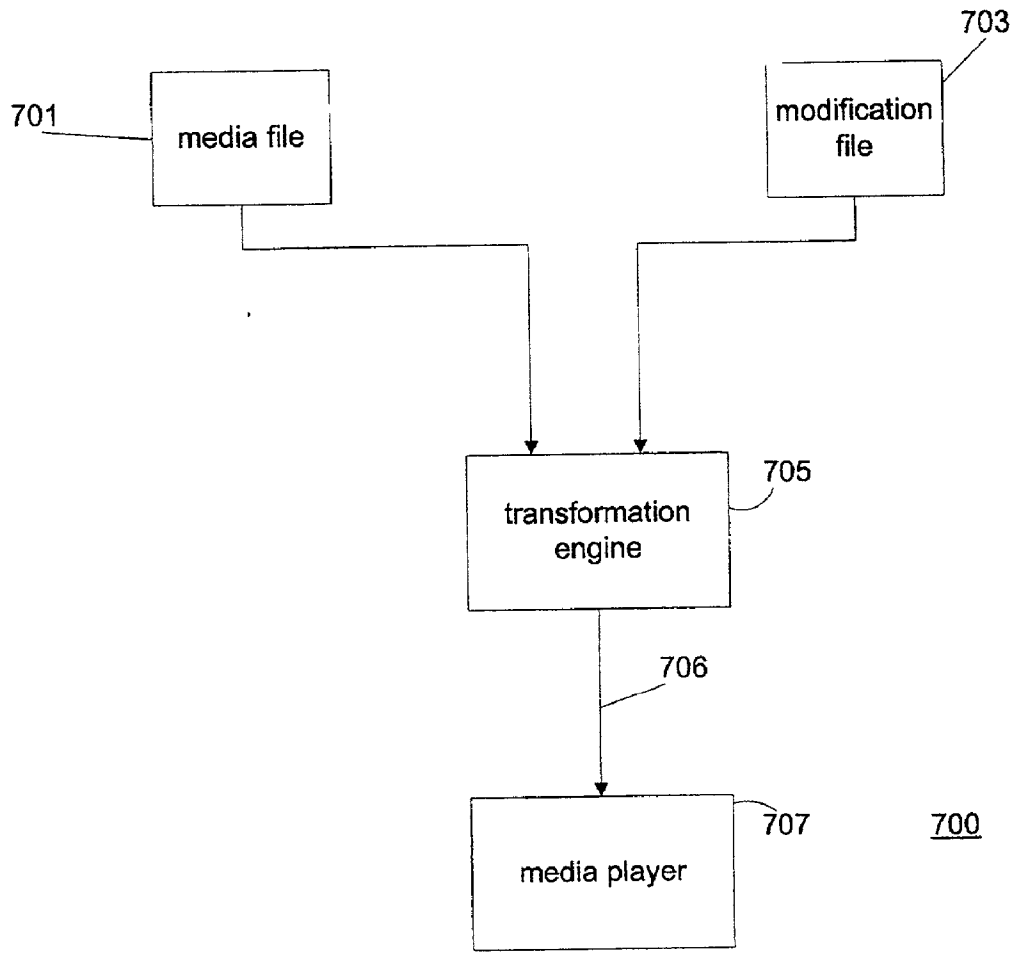 703
701
media file
modification
file
705
transformation
engine
706
707
700
media player